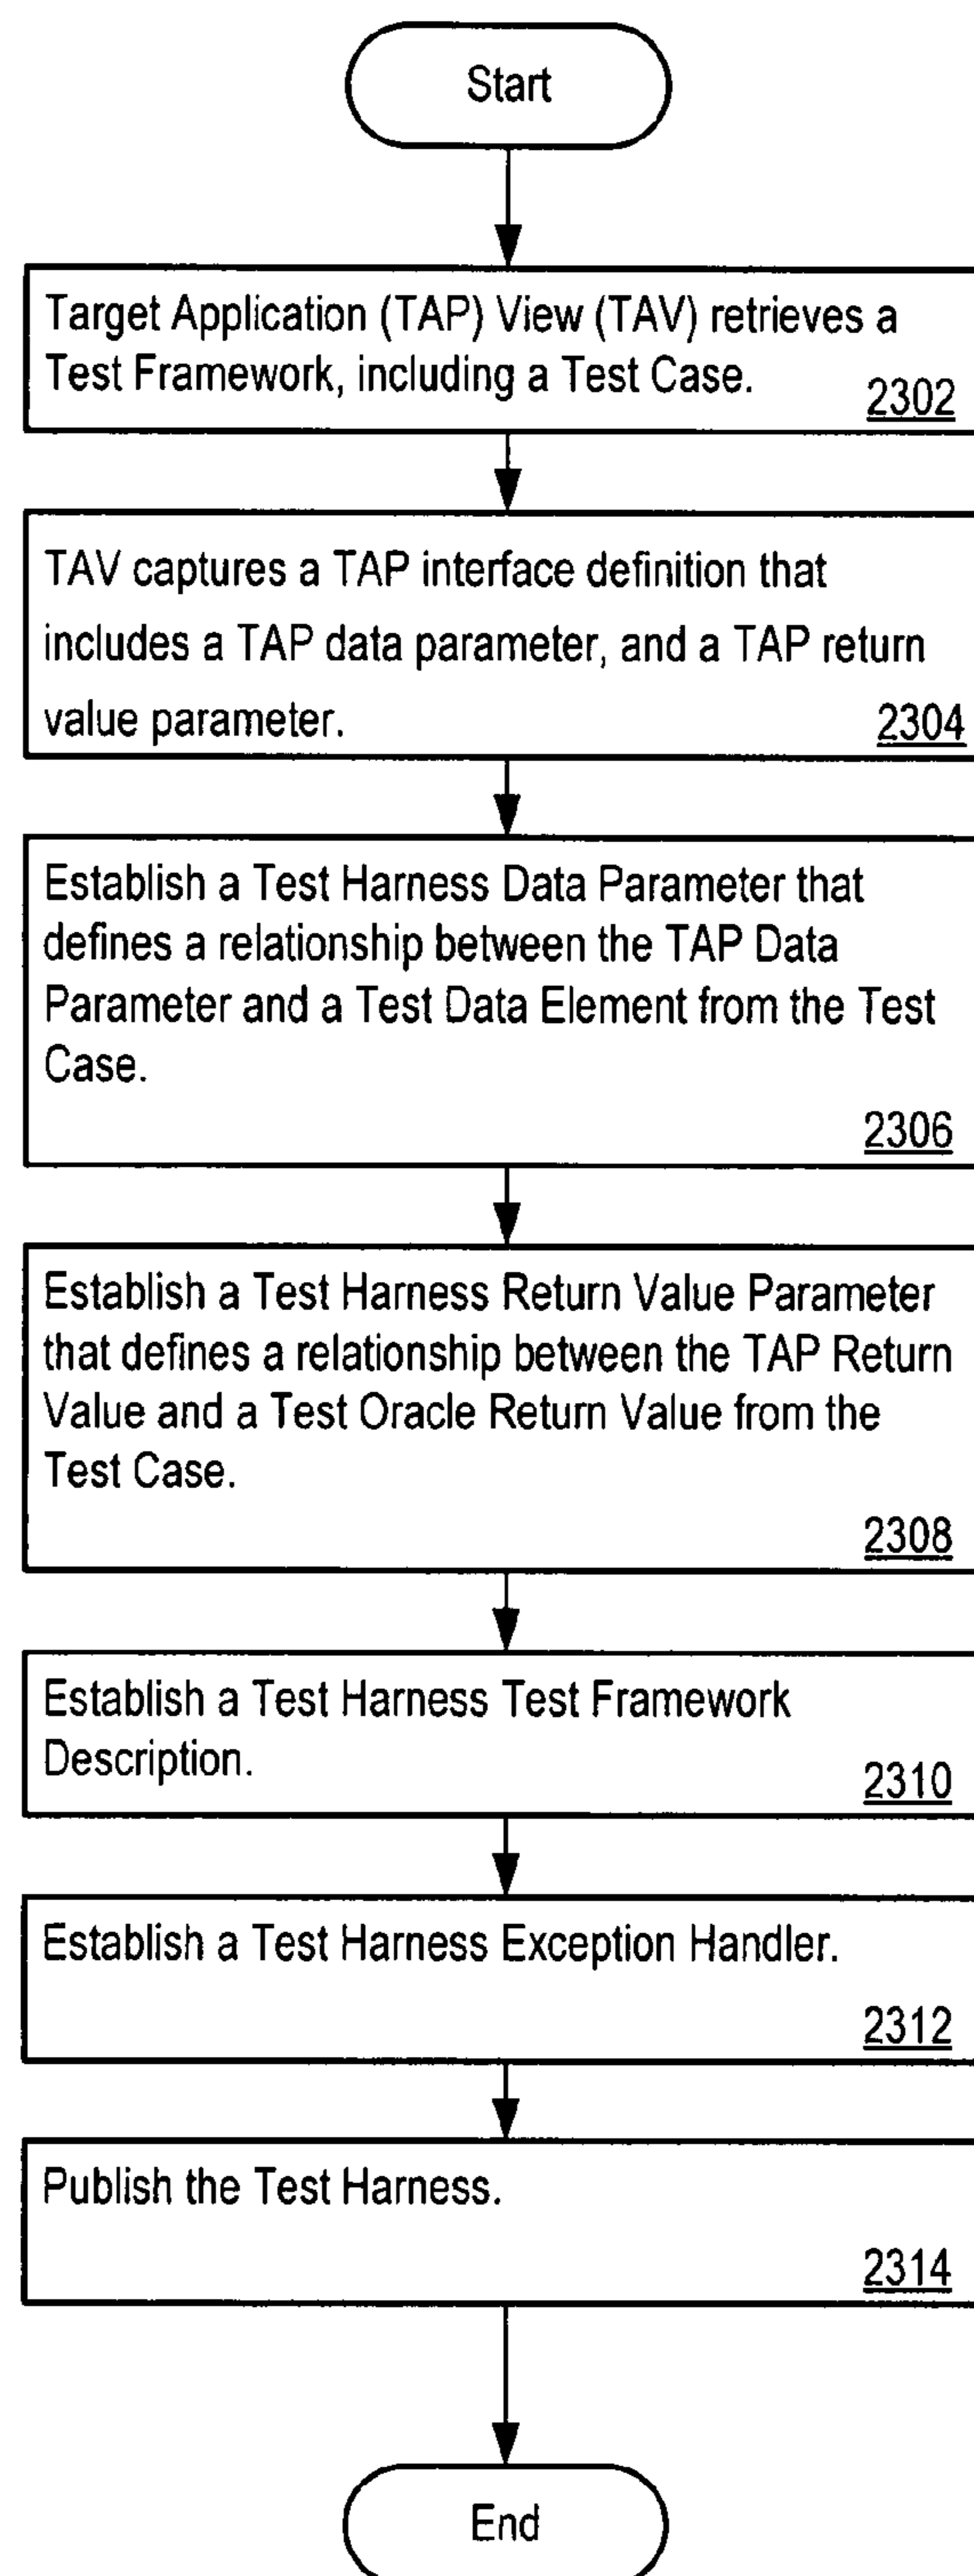 Start
Target Application (TAP) View (TAV) retrieves a
Test Framework, including a Test Case.
2302
TAV captures a TAP interface definition that
includes a TAP data parameter, and a TAP return
value parameter.
2304
Establish a Test Harness Data Parameter that
defines a relationship between the TAP Data
Parameter and a Test Data Element from the Test
Case.
2306
Establish a Test Harness Return Value Parameter
that defines a relationship between the TAP Return
Value and a Test Oracle Return Value from the
Test Case.
2308
Establish a Test Harness Test Framework
Description.
2310
Establish a Test Harness Exception Handler.
2312
Publish the Test Harness.
2314
End